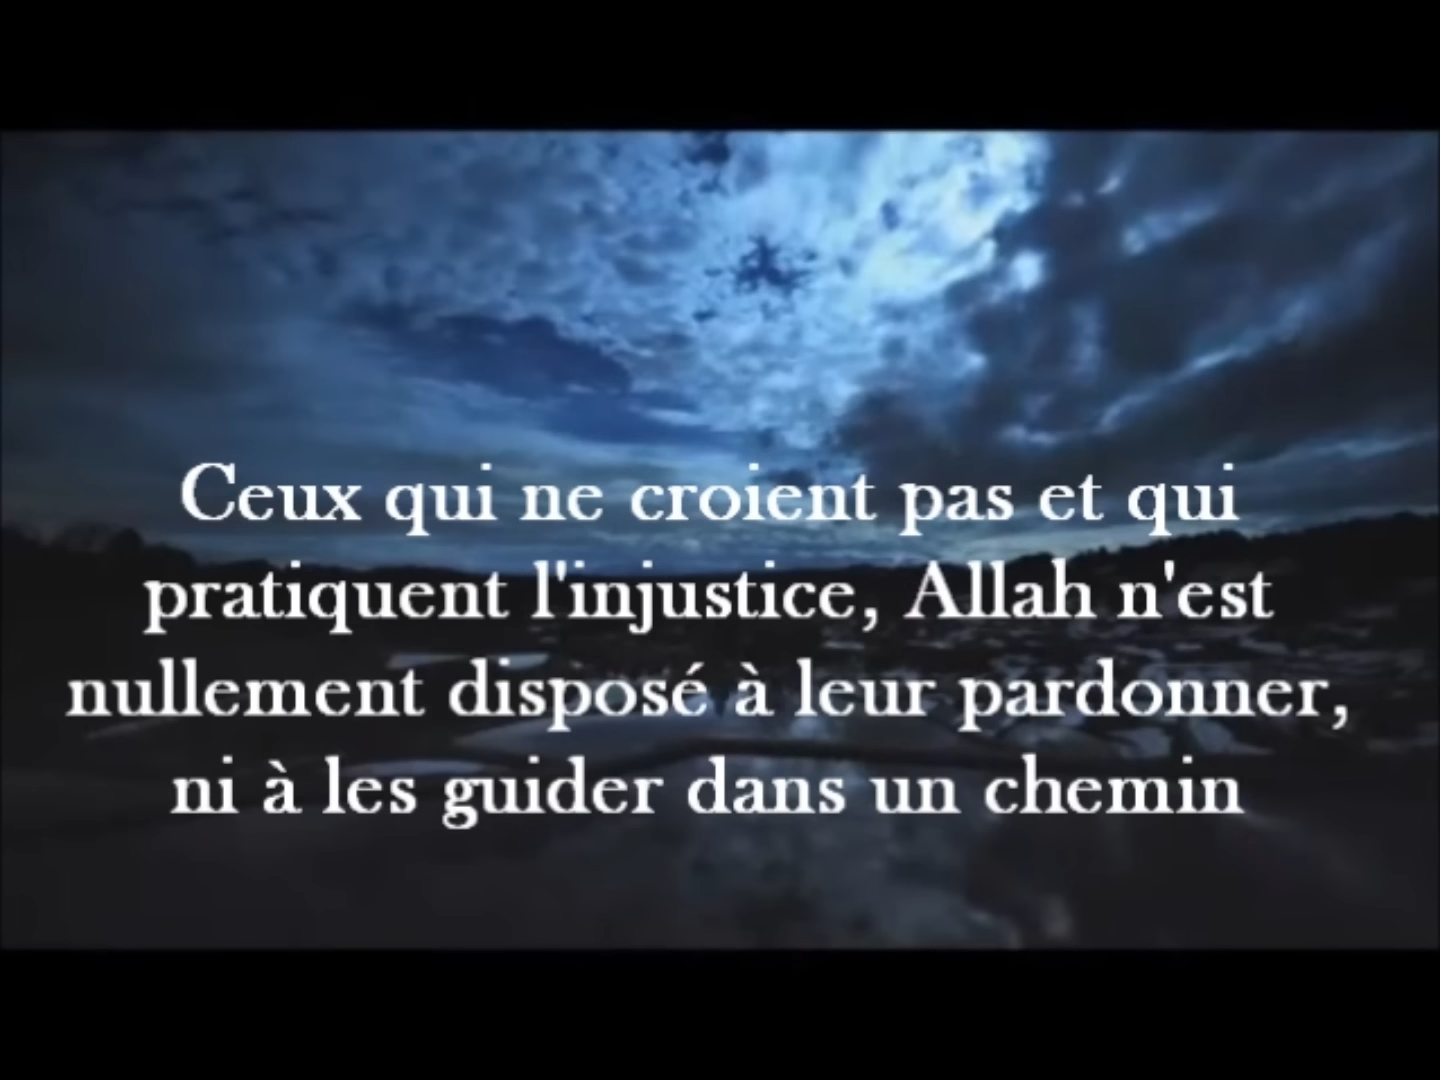 Ceux qui ne croient pas et qui
pratiquent l'injustice, Allah n'est
nullement disposé à leur pardonner,
ni à les guider dans un chemin